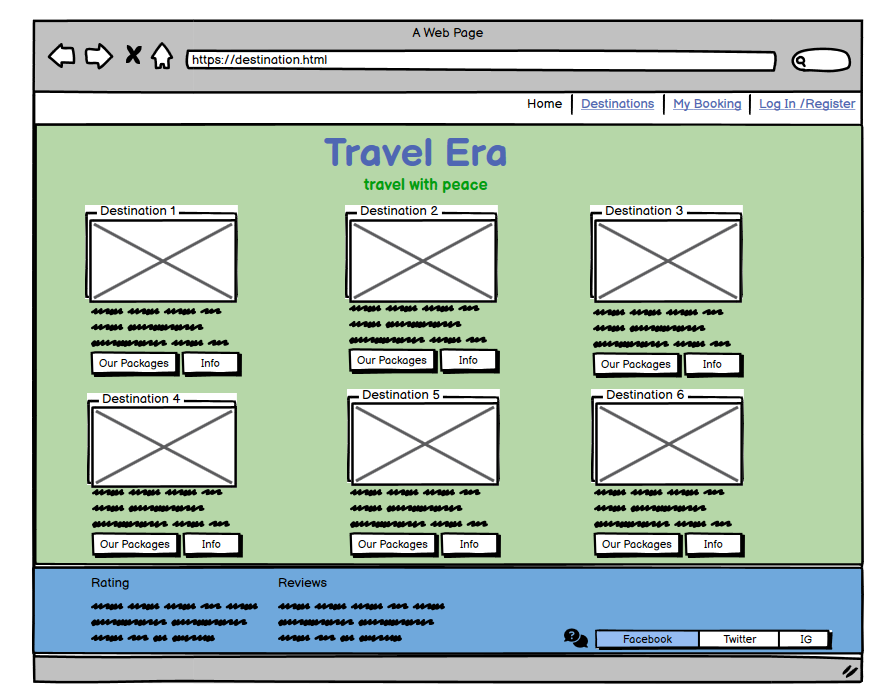 A Web Page
https://destination.html
Home Destinations My Booking Log In /Register
Travel Era
travel with peace
Destination 1 Destination 2 Destination 3
Our Packages Info Our Packages Info Our Packages Info
Destination 4 Destination 5 Destination 6
Our Packages Info Our Packages Info Our Packages Info
Rating Reviews
? Facebook Twitter IG